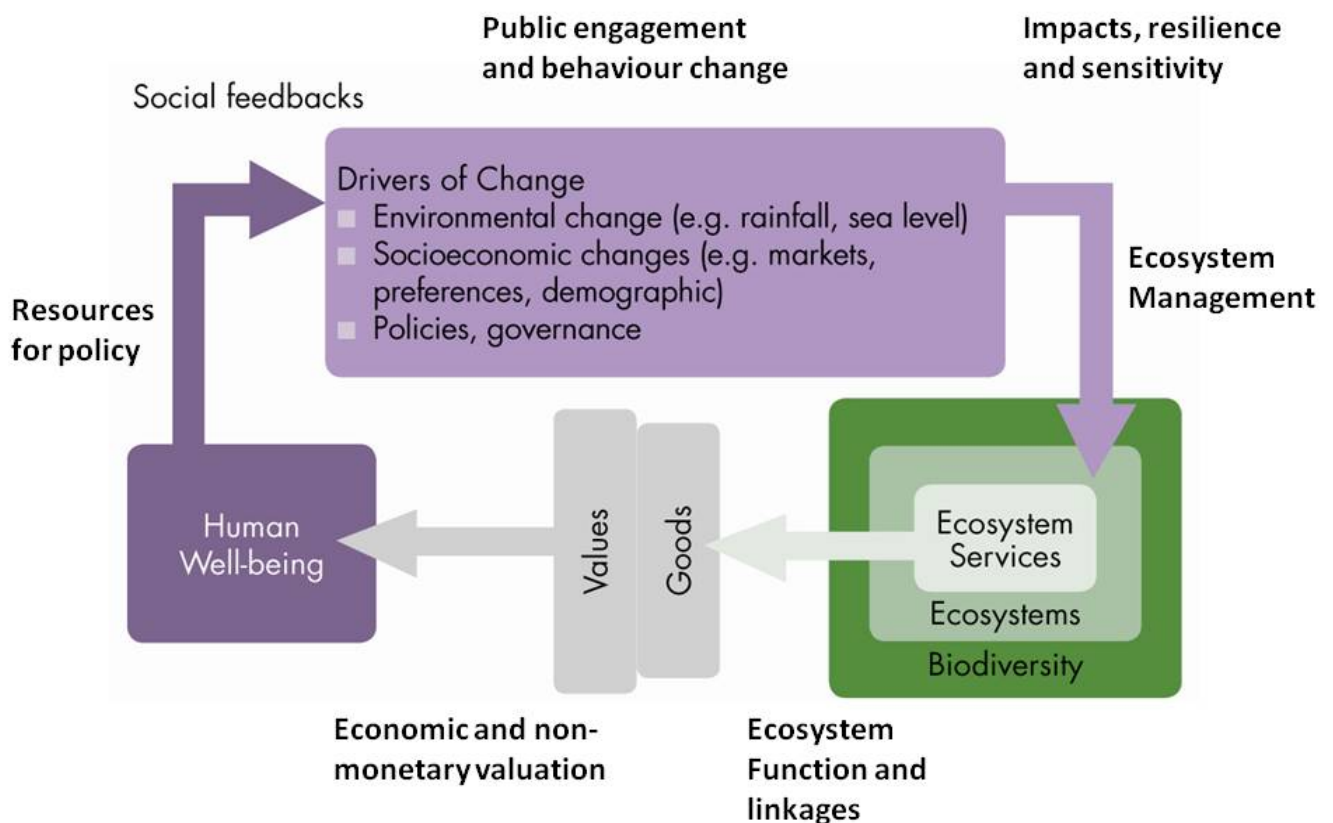 Public engagement
and behaviour change
Impacts, resilience
and sensitivity
Social feedbacks
Drivers of Change
Environmental change (e.g. rainfall, sea level)
Socioeconomic changes (e.g. markets,
preferences, demographic)
Policies, governance
Ecosystem
Management
Resources
for policy
Human
Well-being
Values
Goods
Ecosystem
Services
Ecosystems
Biodiversity
Economic and non-
monetary valuation
Ecosystem
Function and
linkages